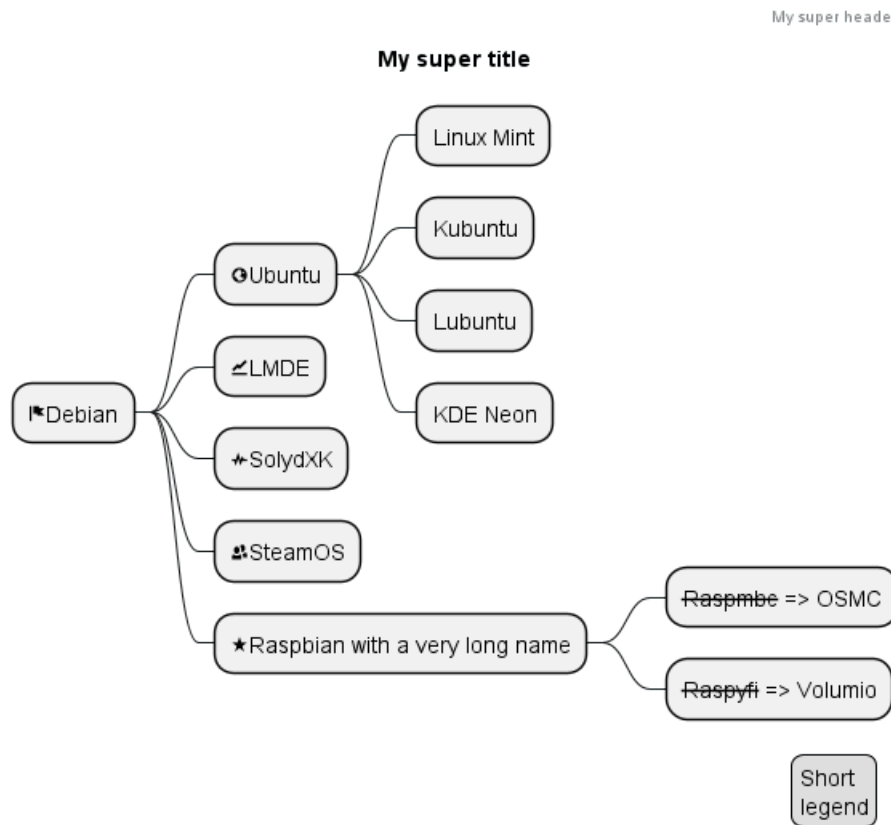 My super heade
My super title
Linux Mint
Kubuntu
Ubuntu
Lubuntu
LMDE
KDE Neon
Debian
SolydXK
SteamOS
Raspmbc => OSMC
Raspbian with a very long name
Raspyfi => Volumio
Short
legend